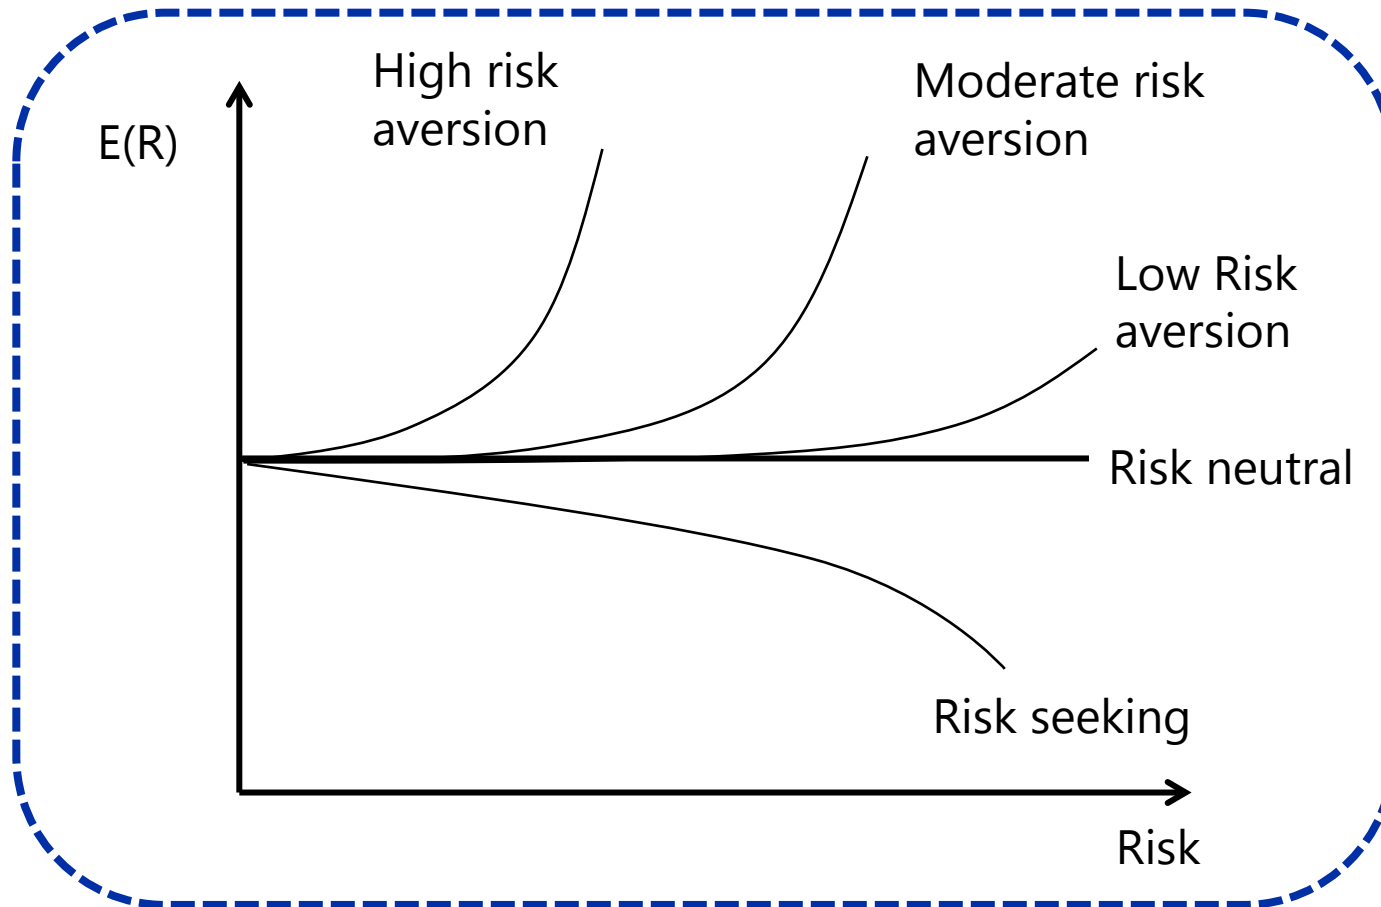 High risk
aversion
Moderate risk
aversion
E(R)
Low Risk
aversion
Risk neutral
Risk seeking
Risk